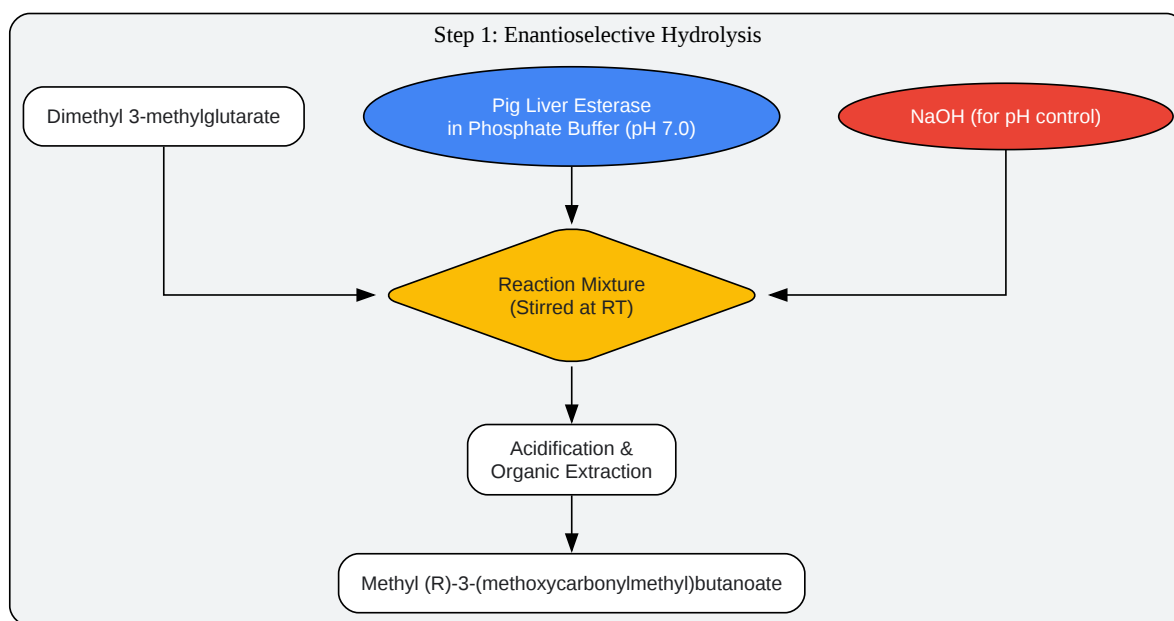 Step 1: Enantioselective Hydrolysis
Dimethyl 3-methylglutarate
Pig Liver Esterase
in Phosphate Buffer (pH 7.0)
NaOH (for pH control)
Reaction Mixture
(Stirred at RT)
Acidification &
Organic Extraction
Methyl (R)-3-(methoxycarbonylmethyl)butanoate